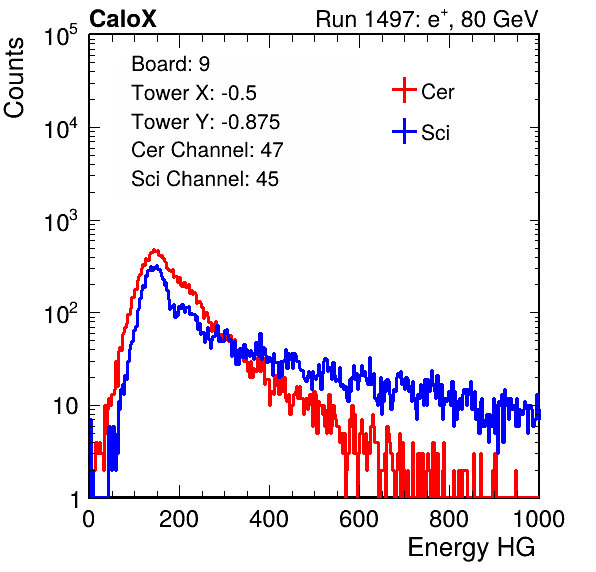 CaloX Run 1497: e⁺, 80 GeV
Board: 9
Tower X: -0.5
Tower Y: -0.875
Cer Channel: 47
Sci Channel: 45
Cer
Sci
Counts
10⁵
10⁴
10³
10²
10
1
0 200 400 600 800 1000
Energy HG